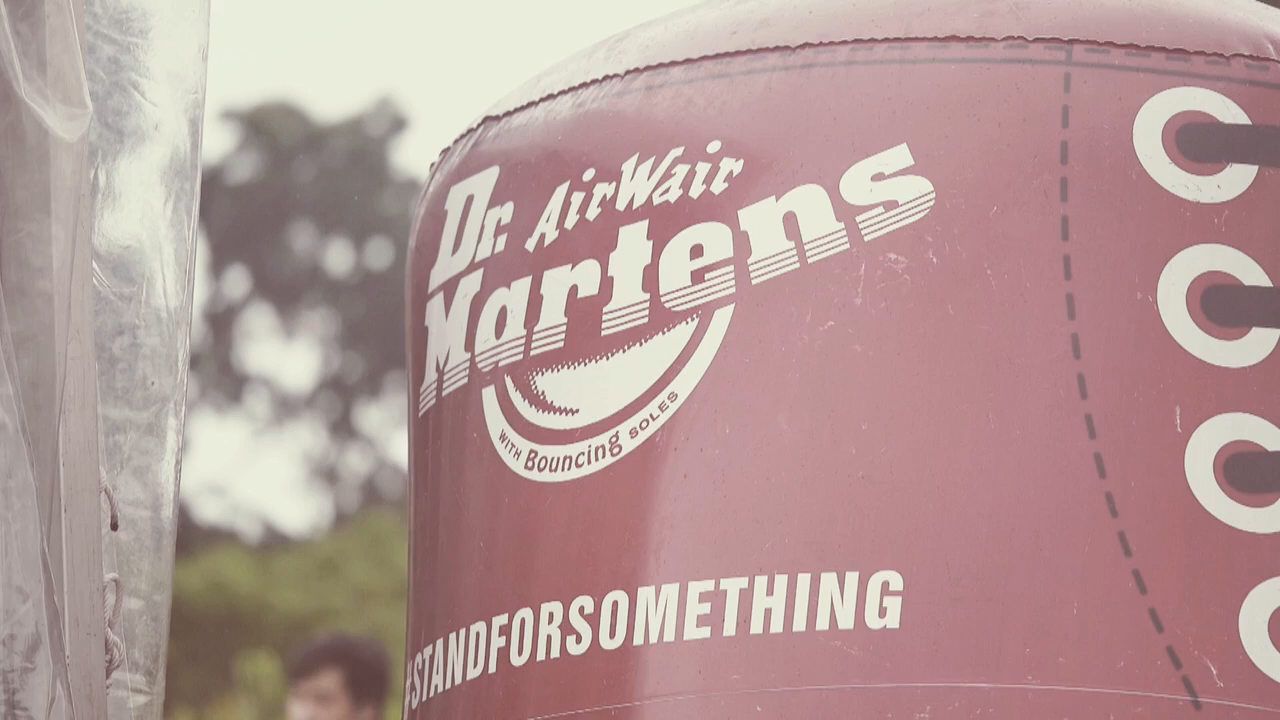 Dr. AirWair
Martens
WITH Bouncing SOLES
#STANDFORSOMETHING